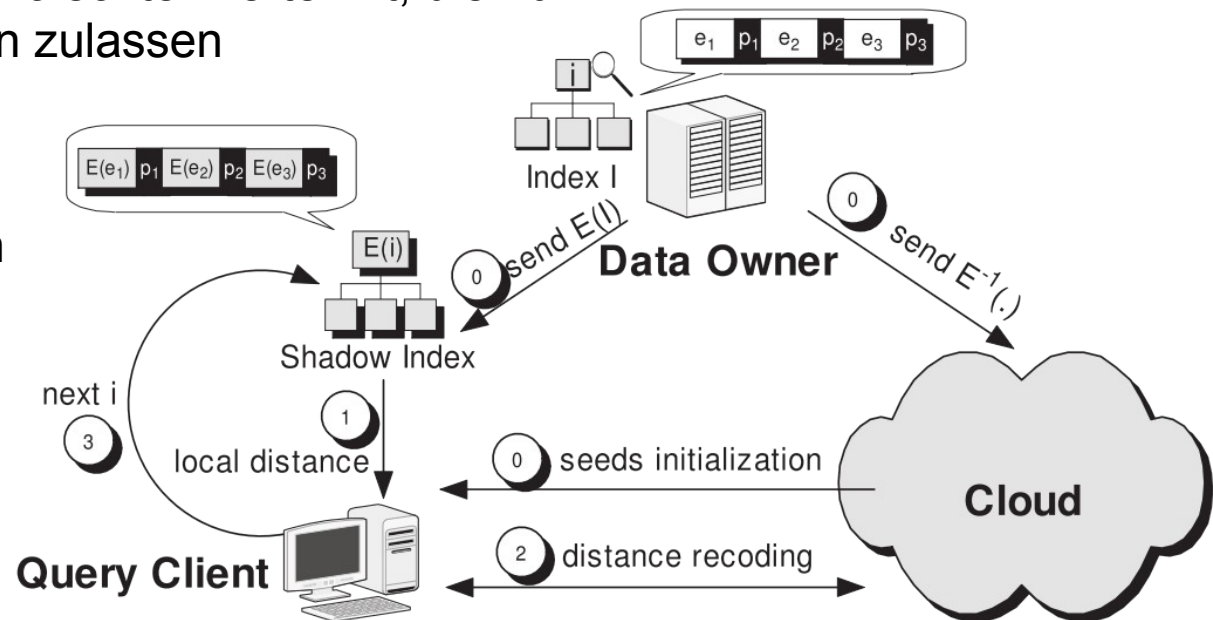 n zulassen
e₁ p₁ e₂ p₂ e₃ p₃
i
Index I
E(e₁) p₁ E(e₂) p₂ E(e₃) p₃
n
E(i)
0 send E(I)
Data Owner
0 send E⁻¹(.)
Shadow Index
next i
3
1
local distance
0 seeds initialization
Cloud
2 distance recoding
Query Client